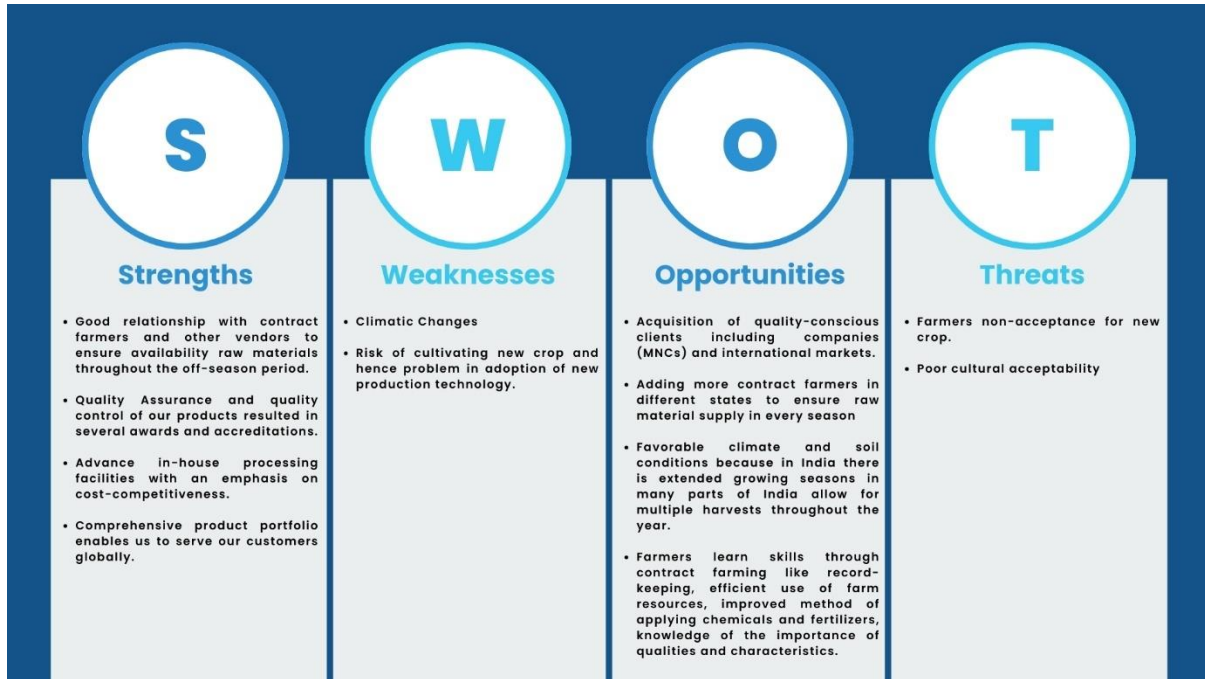 S
Strengths
• Good relationship with contract
farmers and other vendors to
ensure availability raw materials
throughout the off-season period.
• Quality Assurance and quality
control of our products resulted in
several awards and accreditations.
• Advance in-house processing
facilities with an emphasis on
cost-competitiveness.
• Comprehensive product portfolio
enables us to serve our customers
globally.
W
Weaknesses
• Climatic Changes
• Risk of cultivating new crop and
hence problem in adoption of new
production technology.
O
Opportunities
• Acquisition of quality-conscious
clients including companies
(MNCs) and international markets.
• Adding more contract farmers in
different states to ensure raw
material supply in every season
• Favorable climate and soil
conditions because in India there
is extended growing seasons in
many parts of India allow for
multiple harvests throughout the
year.
• Farmers learn skills through
contract farming like record-
keeping, efficient use of farm
resources, improved method of
applying chemicals and fertilizers,
knowledge of the importance of
qualities and characteristics.
T
Threats
• Farmers non-acceptance for new
crop.
• Poor cultural acceptability